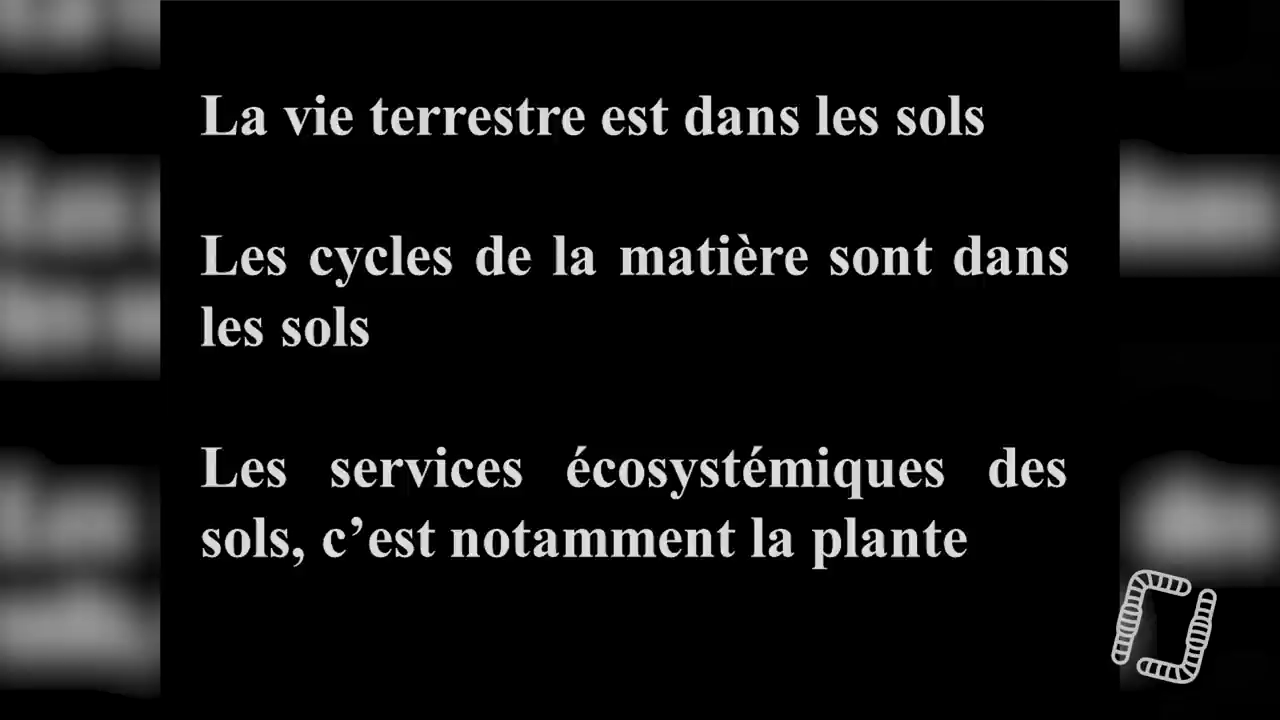 La vie terrestre est dans les sols
Les cycles de la matière sont dans
les sols
Les services écosystémiques des
sols, c’est notamment la plante